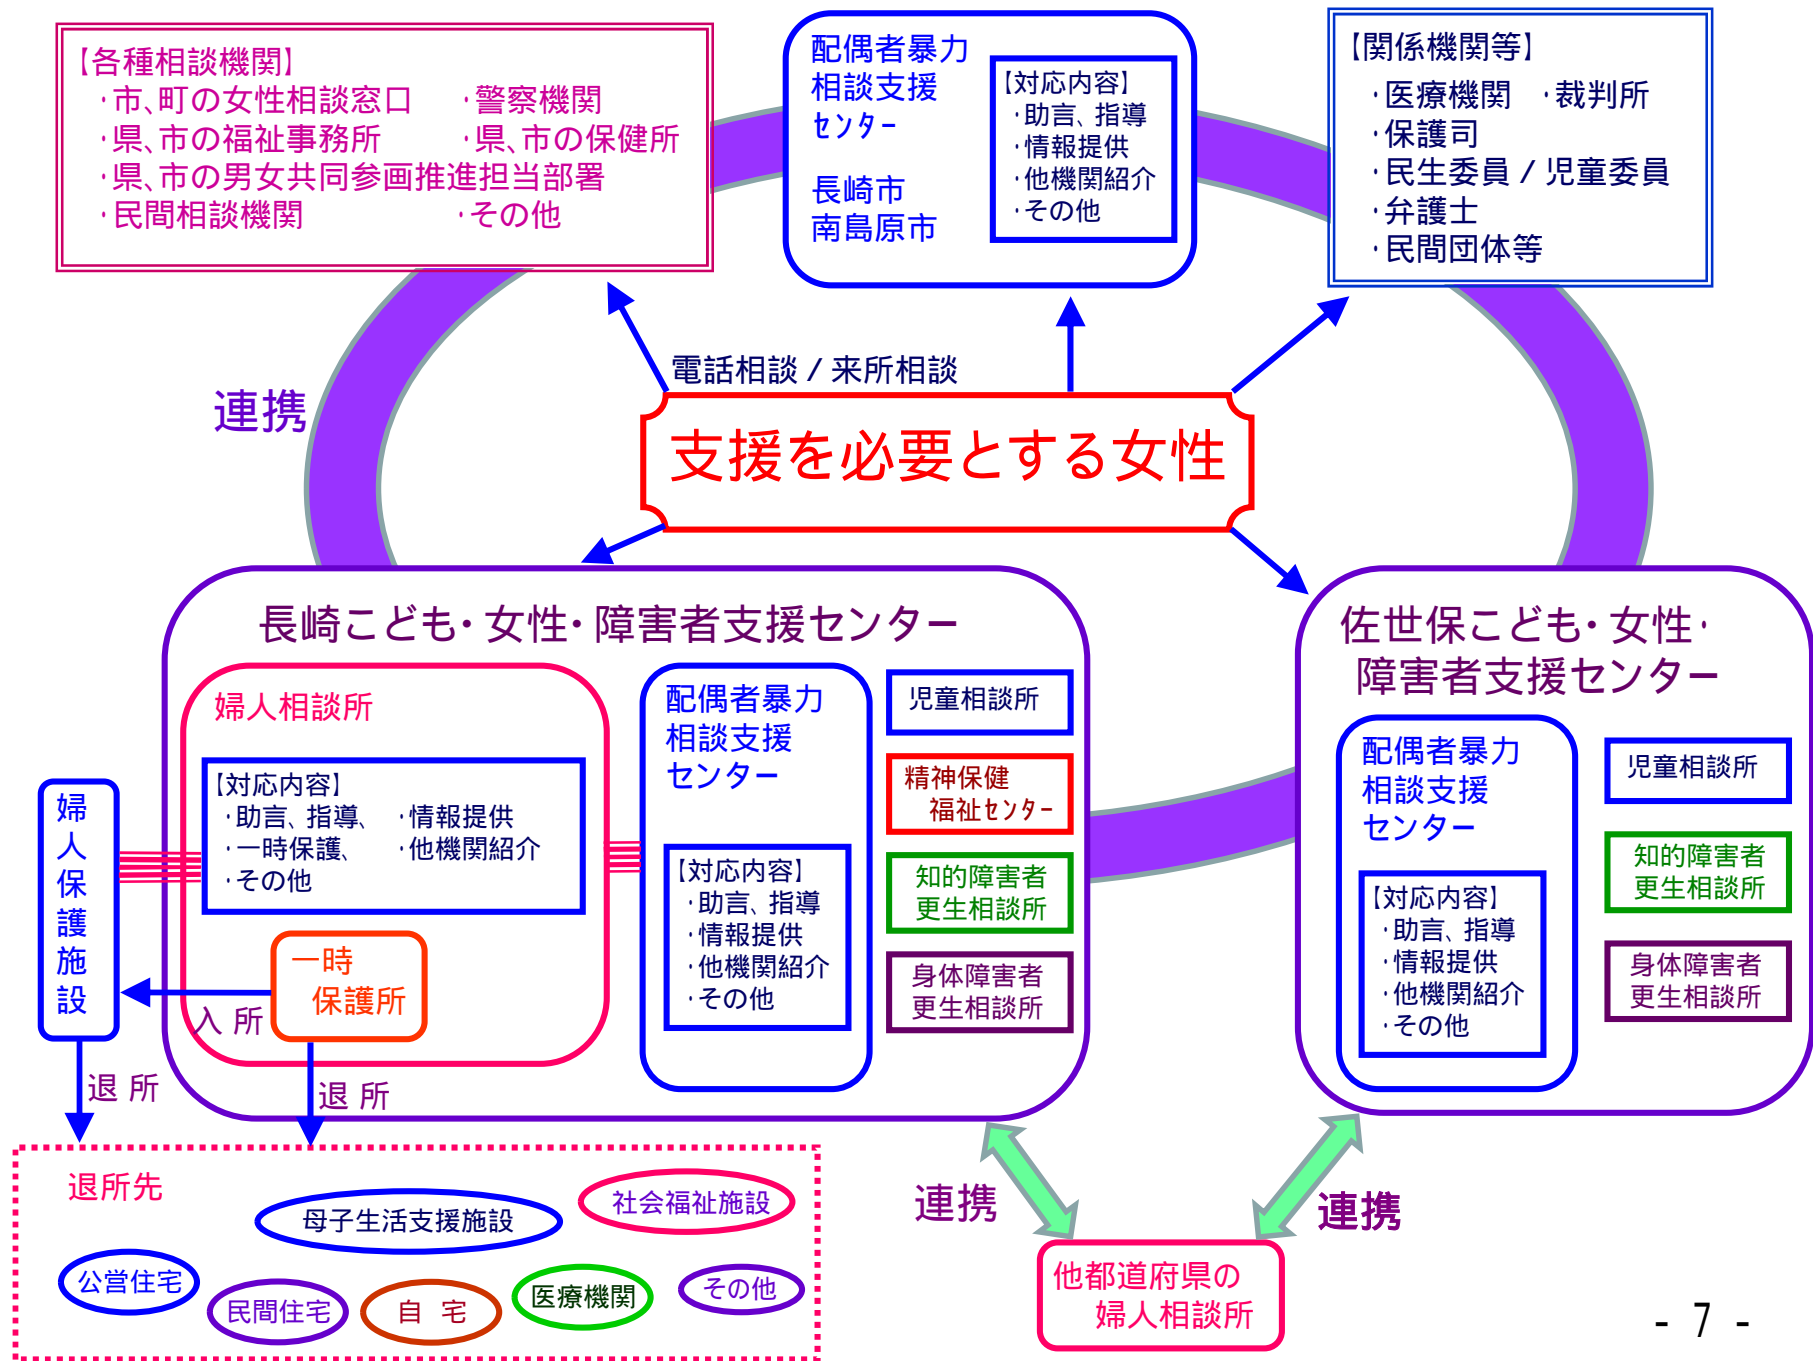 【各種相談機関】
・市、町の女性相談窓口　・警察機関
・県、市の福祉事務所　・県、市の保健所
・県、市の男女共同参画推進担当部署
・民間相談機関　・その他
配偶者暴力
相談支援
センター
長崎市
南島原市
【対応内容】
・助言、指導
・情報提供
・他機関紹介
・その他
【関係機関等】
・医療機関　・裁判所
・保護司
・民生委員/児童委員
・弁護士
・民間団体等
連携
電話相談/来所相談
支援を必要とする女性
長崎こども・女性・障害者支援センター
婦人相談所
【対応内容】
・助言、指導、　・情報提供
・一時保護、　・他機関紹介
・その他
一時
保護所
入所
婦人保護施設
退所
退所
配偶者暴力
相談支援
センター
【対応内容】
・助言、指導
・情報提供
・他機関紹介
・その他
児童相談所
精神保健
福祉センター
知的障害者
更生相談所
身体障害者
更生相談所
佐世保こども・女性・
障害者支援センター
配偶者暴力
相談支援
センター
【対応内容】
・助言、指導
・情報提供
・他機関紹介
・その他
児童相談所
知的障害者
更生相談所
身体障害者
更生相談所
退所先
母子生活支援施設
社会福祉施設
公営住宅
民間住宅
自 宅
医療機関
その他
連携
連携
他都道府県の
婦人相談所
- 7 -